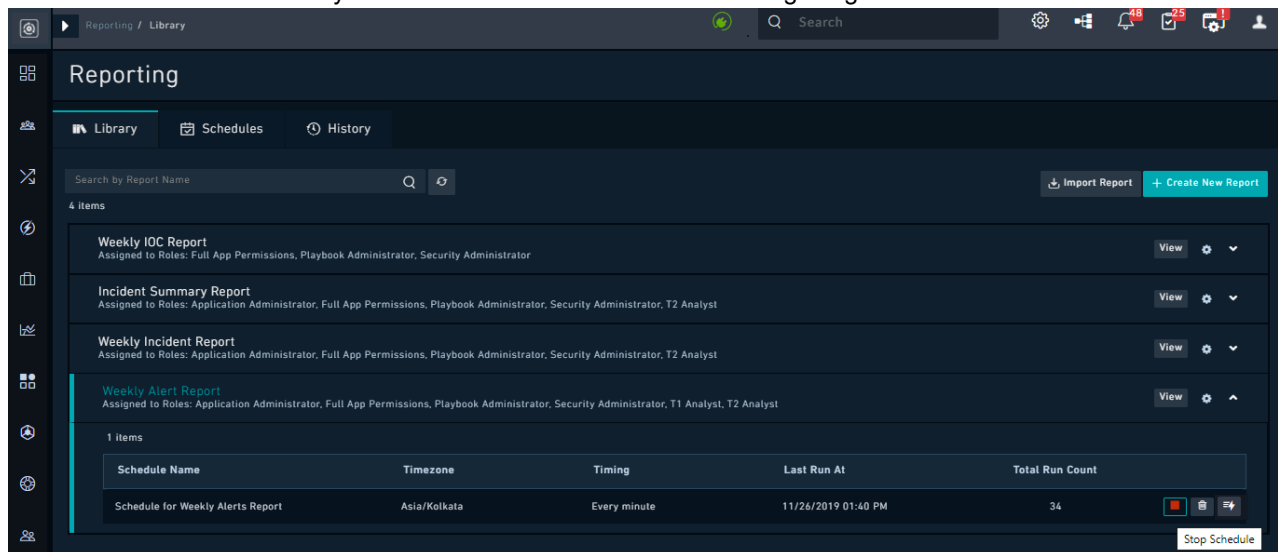 Reporting / Library
Search
48
25
!
Reporting
Library
Schedules
History
Search by Report Name
Import Report
+ Create New Report
4 items
Weekly IOC Report
Assigned to Roles: Full App Permissions, Playbook Administrator, Security Administrator
View
Incident Summary Report
Assigned to Roles: Application Administrator, Full App Permissions, Playbook Administrator, Security Administrator, T2 Analyst
View
Weekly Incident Report
Assigned to Roles: Application Administrator, Full App Permissions, Playbook Administrator, Security Administrator, T2 Analyst
View
Weekly Alert Report
Assigned to Roles: Application Administrator, Full App Permissions, Playbook Administrator, Security Administrator, T1 Analyst, T2 Analyst
View
1 items
Schedule Name Timezone Timing Last Run At Total Run Count
Schedule for Weekly Alerts Report Asia/Kolkata Every minute 11/26/2019 01:40 PM 34
Stop Schedule